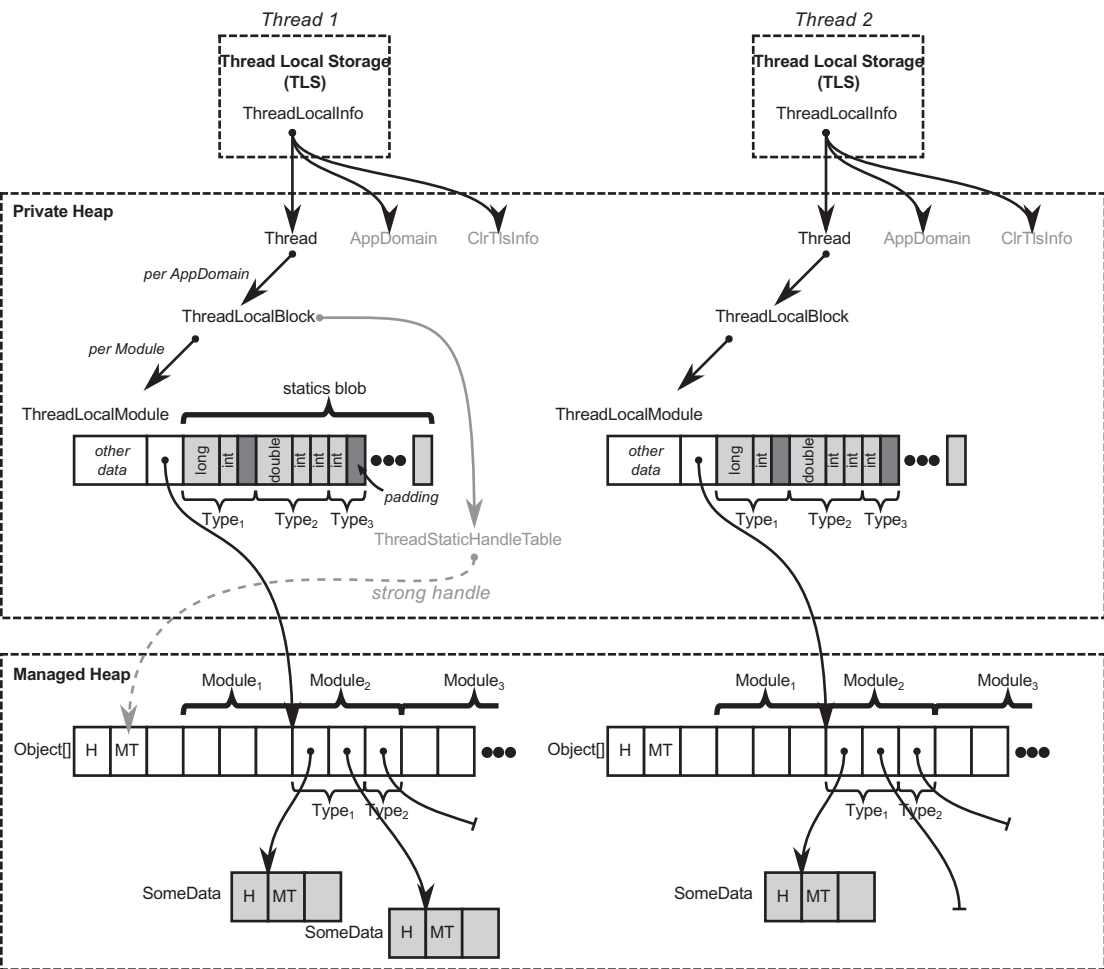 Thread 1
Thread 2
Thread Local Storage
(TLS)
ThreadLocalInfo
Thread Local Storage
(TLS)
ThreadLocalInfo
Private Heap
Thread
AppDomain
ClrTlsInfo
Thread
AppDomain
ClrTlsInfo
per AppDomain
ThreadLocalBlock
ThreadLocalBlock
per Module
statics blob
ThreadLocalModule
ThreadLocalModule
other
data
long
int
double
int
int
int
other
data
long
int
double
int
int
int
padding
Type₁
Type₂
Type₃
Type₁
Type₂
Type₃
ThreadStaticHandleTable
strong handle
Managed Heap
Module₁
Module₂
Module₃
Module₁
Module₂
Module₃
Object[]
H
MT
Object[]
H
MT
Type₁
Type₂
Type₁
Type₂
SomeData
H
MT
SomeData
H
MT
SomeData
H
MT